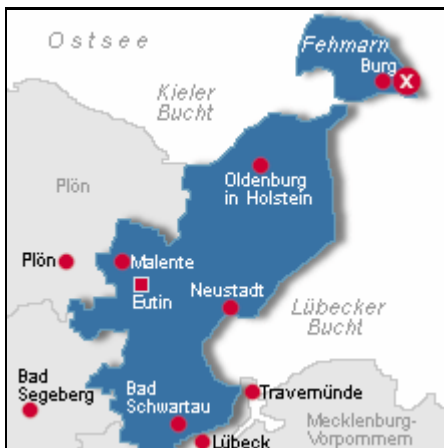 Ostsee
Fehmarn
Burg
X
Kieler
Bucht
Oldenburg
in Holstein
Plön
Plön
Malente
Eutin
Neustadt
Lübecker
Bucht
Bad
Segeberg
Bad
Schwartau
Travemünde
Lübeck
Mecklenburg-
Vorpommern